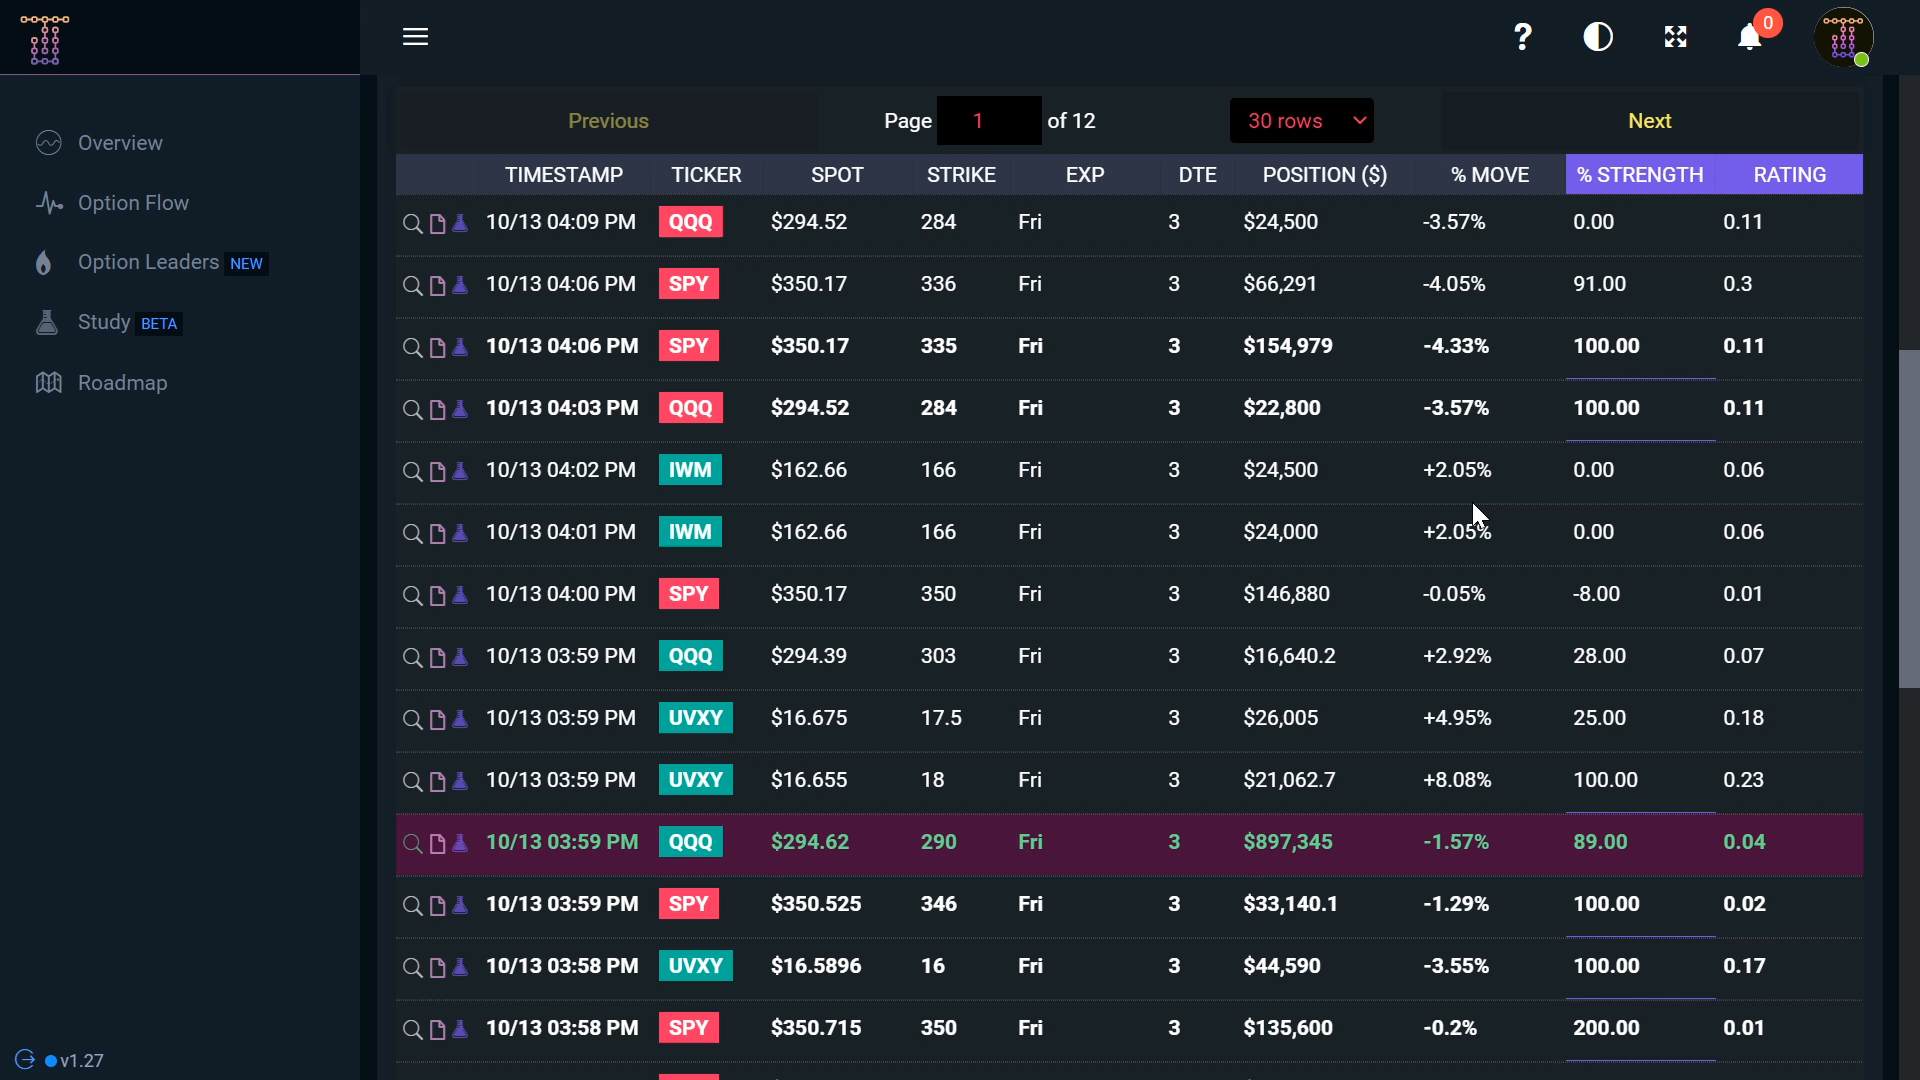 ? 0
Overview
Option Flow
Option Leaders NEW
Study BETA
Roadmap
v1.27
Previous Page 1 of 12 30 rows Next
TIMESTAMP TICKER SPOT STRIKE EXP DTE POSITION ($) % MOVE % STRENGTH RATING
10/13 04:09 PM QQQ $294.52 284 Fri 3 $24,500 -3.57% 0.00 0.11
10/13 04:06 PM SPY $350.17 336 Fri 3 $66,291 -4.05% 91.00 0.3
10/13 04:06 PM SPY $350.17 335 Fri 3 $154,979 -4.33% 100.00 0.11
10/13 04:03 PM QQQ $294.52 284 Fri 3 $22,800 -3.57% 100.00 0.11
10/13 04:02 PM IWM $162.66 166 Fri 3 $24,500 +2.05% 0.00 0.06
10/13 04:01 PM IWM $162.66 166 Fri 3 $24,000 +2.05% 0.00 0.06
10/13 04:00 PM SPY $350.17 350 Fri 3 $146,880 -0.05% -8.00 0.01
10/13 03:59 PM QQQ $294.39 303 Fri 3 $16,640.2 +2.92% 28.00 0.07
10/13 03:59 PM UVXY $16.675 17.5 Fri 3 $26,005 +4.95% 25.00 0.18
10/13 03:59 PM UVXY $16.655 18 Fri 3 $21,062.7 +8.08% 100.00 0.23
10/13 03:59 PM QQQ $294.62 290 Fri 3 $897,345 -1.57% 89.00 0.04
10/13 03:59 PM SPY $350.525 346 Fri 3 $33,140.1 -1.29% 100.00 0.02
10/13 03:58 PM UVXY $16.5896 16 Fri 3 $44,590 -3.55% 100.00 0.17
10/13 03:58 PM SPY $350.715 350 Fri 3 $135,600 -0.2% 200.00 0.01